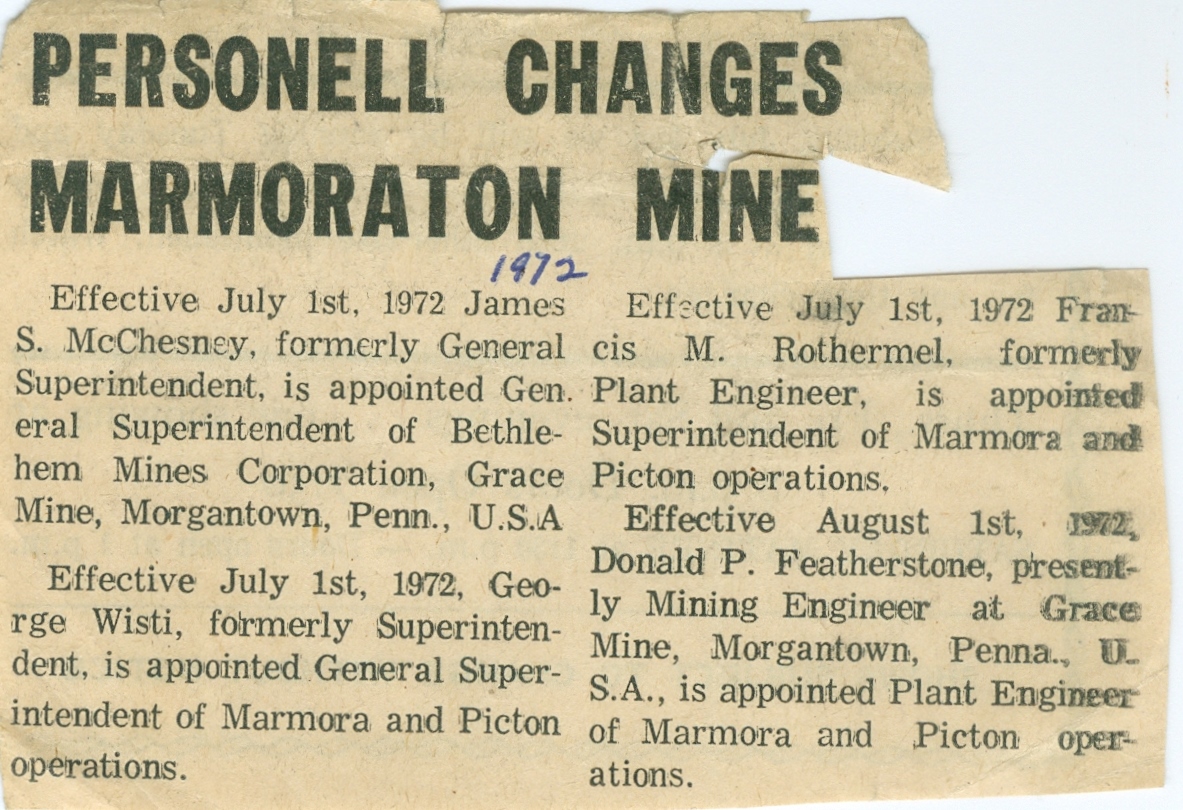 PERSONELL CHANGES
MARMORATON MINE
1972
Effective July 1st, 1972 James
S. McChesney, formerly General
Superintendent, is appointed Gen.
eral Superintendent of Bethle-
hem Mines Corporation, Grace
Mine, Morgantown, Penn., U.S.A
Effective July 1st, 1972, Geo-
rge Wisti, formerly Superinten-
dent, is appointed General Super-
intendent of Marmora and Picton
operations.
Effective July 1st, 1972 Fran-
cis M. Rothermel, formerly
Plant Engineer, is appointed
Superintendent of Marmora and
Picton operations.
Effective August 1st, 1972,
Donald P. Featherstone, present-
ly Mining Engineer at Grace
Mine, Morgantown, Penna., U.
S.A., is appointed Plant Engineer
of Marmora and Picton oper-
ations.